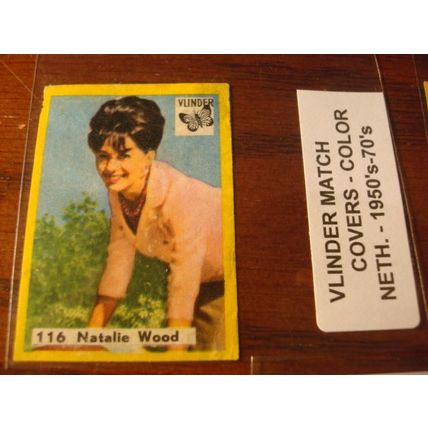 VLINDER
116 Natalie Wood
VLINDER MATCH
COVERS - COLOR
NETH. - 1950's-70's